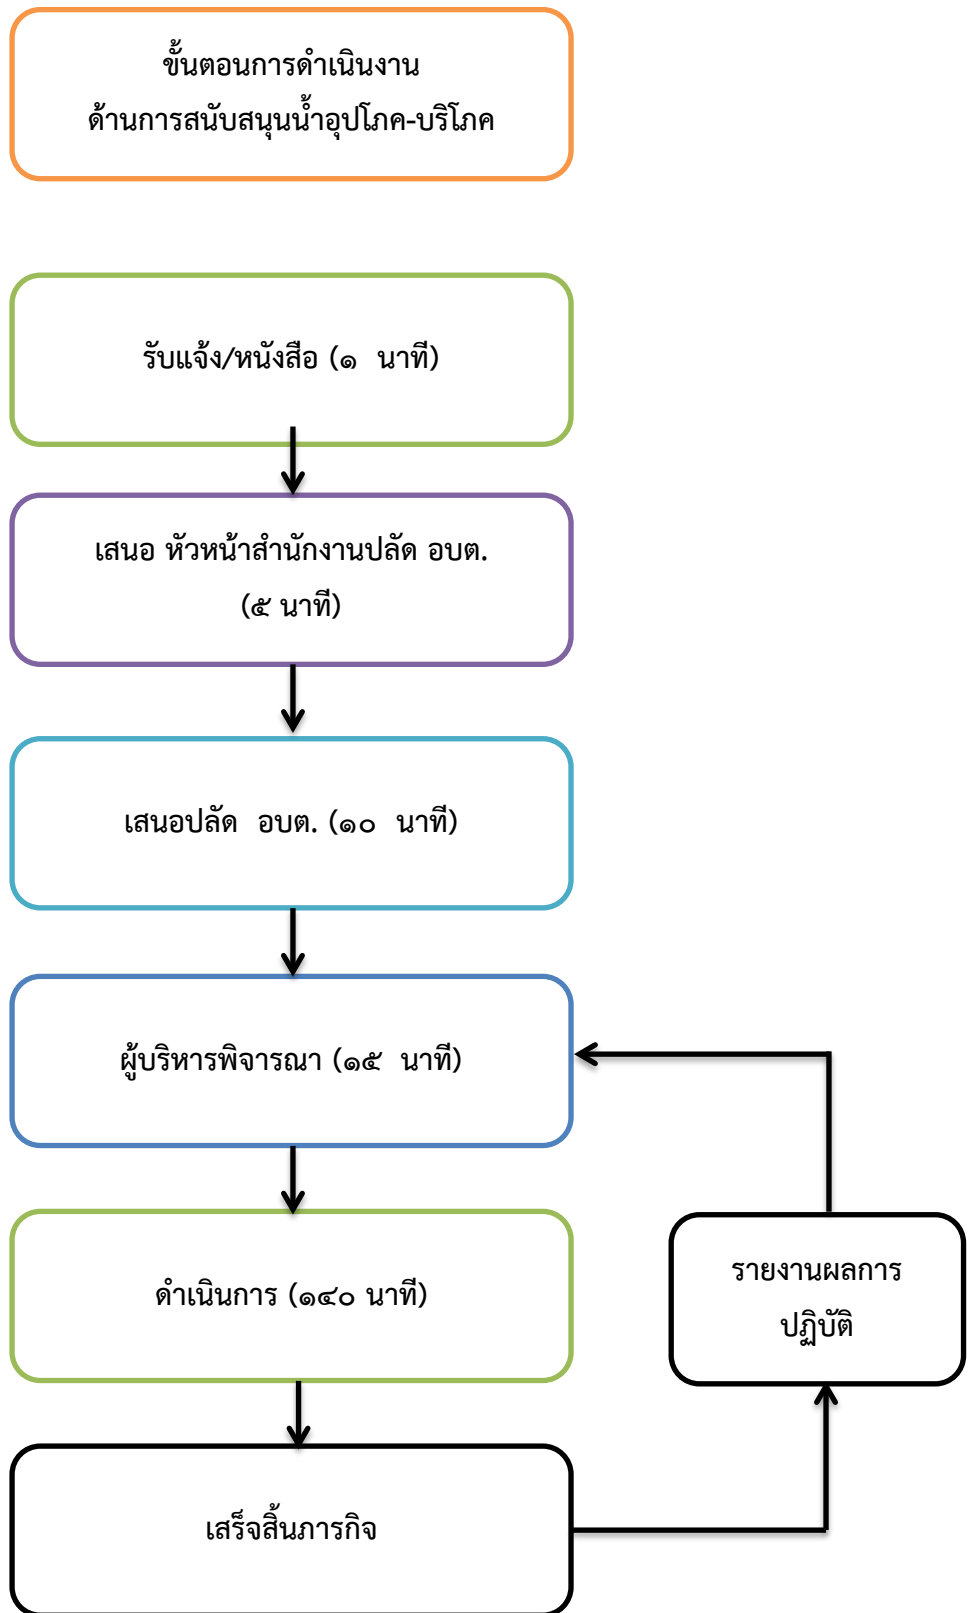 ขั้นตอนการดำเนินงาน
ด้านการสนับสนุนน้ำอุปโภค-บริโภค
รับแจ้ง/หนังสือ (๑  นาที)
เสนอ หัวหน้าสำนักงานปลัด อบต.
(๕ นาที)
เสนอปลัด  อบต. (๑๐  นาที)
ผู้บริหารพิจารณา (๑๕  นาที)
ดำเนินการ (๑๔๐ นาที)
รายงานผลการ
ปฏิบัติ
เสร็จสิ้นภารกิจ